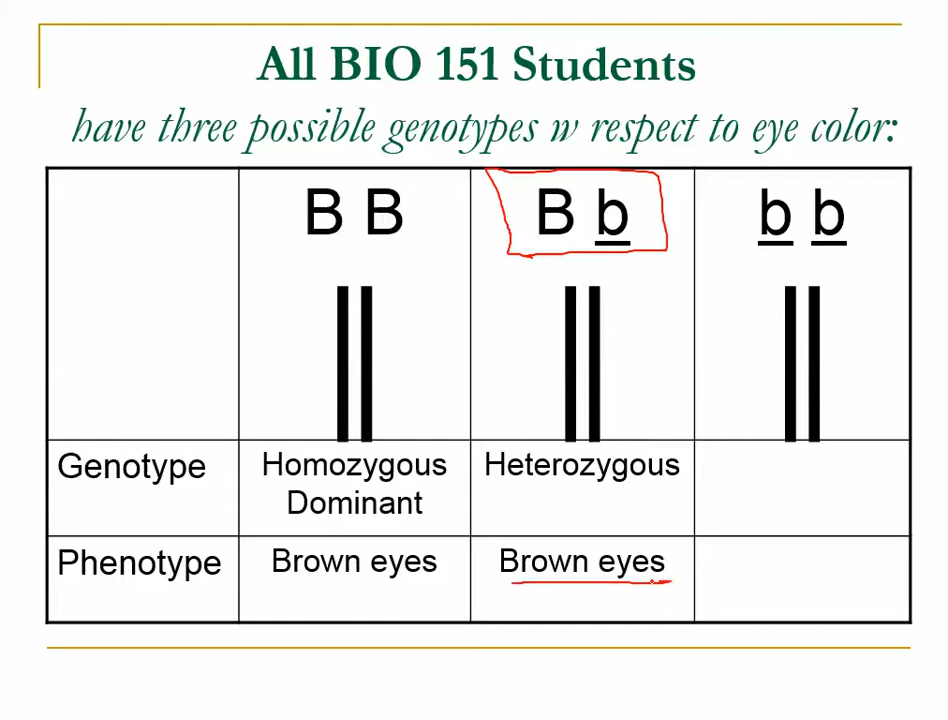 All BIO 151 Students
have three possible genotypes w respect to eye color:
B B
B b
b b
Genotype
Homozygous
Dominant
Heterozygous
Phenotype
Brown eyes
Brown eyes